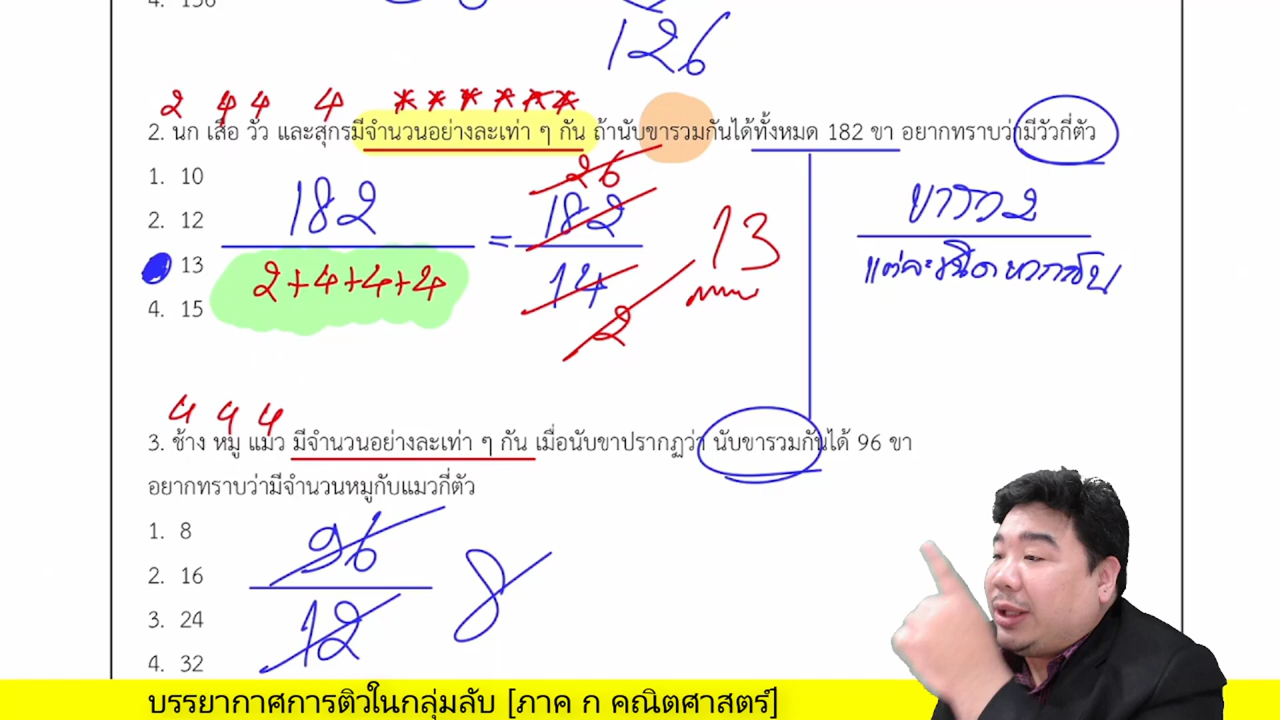 4. 156
126
2 4 4 4 ******
2. นก เสือ วัว และสุกรมีจำนวนอย่างละเท่า ๆ กัน ถ้านับขารวมกันได้ทั้งหมด 182 ขา อยากทราบว่ามีวัวกี่ตัว
1. 10
2. 12
13
4. 15
182
2+4+4+4
=
26
182
14
2
13
ขารวม
แต่ละชนิดบวกกัน
4 4 4
3. ช้าง หมู แมว มีจำนวนอย่างละเท่า ๆ กัน เมื่อนับขาปรากฏว่า นับขารวมกันได้ 96 ขา
อยากทราบว่ามีจำนวนหมูกับแมวกี่ตัว
1. 8
2. 16
3. 24
4. 32
96
12
8
บรรยากาศการติวในกลุ่มลับ [ภาค ก คณิตศาสตร์]